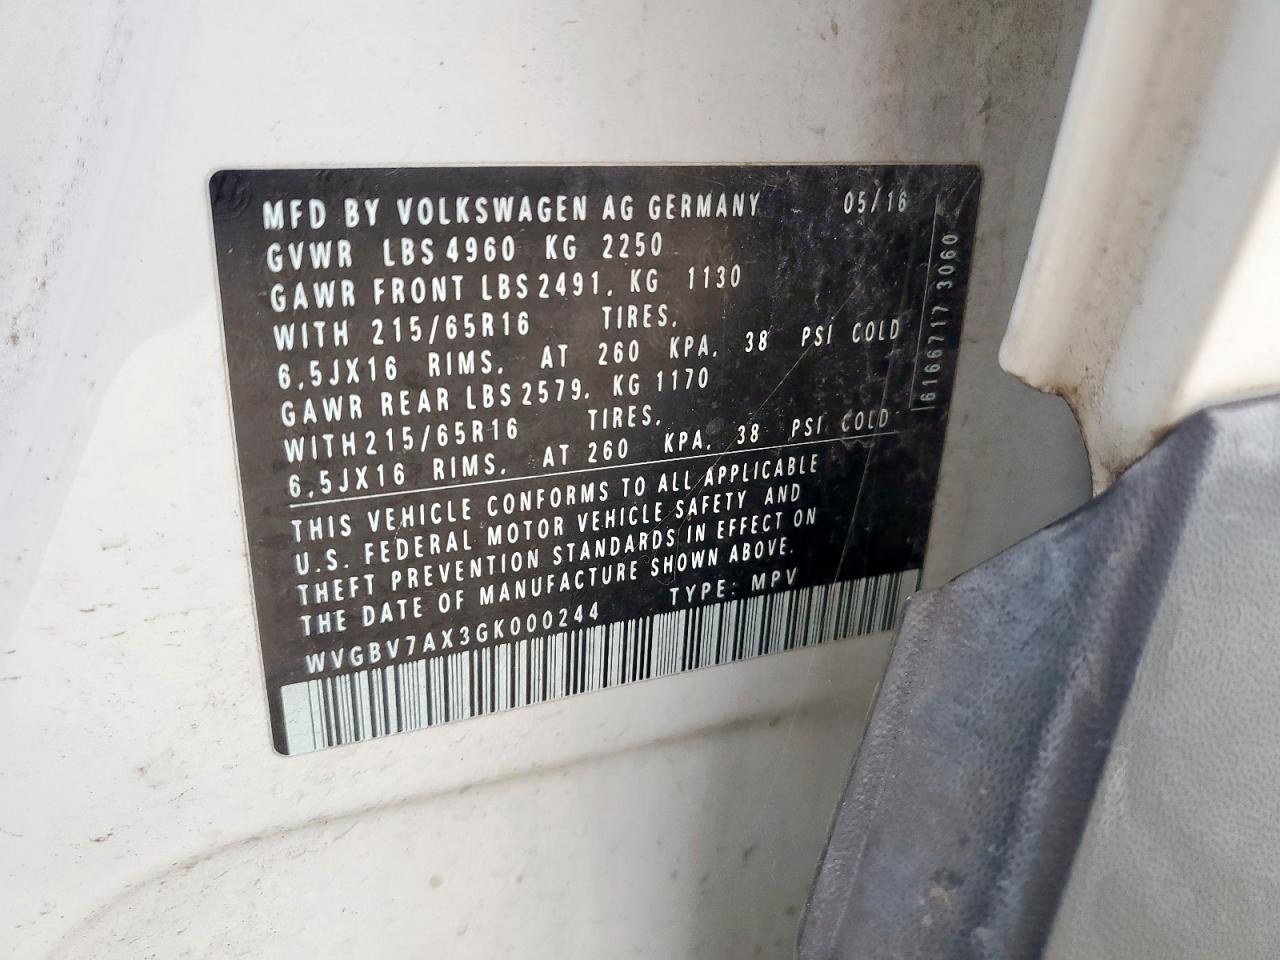 MFD BY VOLKSWAGEN AG GERMANY 05/16
GVWR LBS 4960 KG 2250
GAWR FRONT LBS 2491, KG 1130
WITH 215/65R16 TIRES,
6,5JX16 RIMS, AT 260 KPA, 38 PSI COLD
GAWR REAR LBS 2579, KG 1170
WITH 215/65R16 TIRES,
6,5JX16 RIMS, AT 260 KPA, 38 PSI COLD
THIS VEHICLE CONFORMS TO ALL APPLICABLE
U.S. FEDERAL MOTOR VEHICLE SAFETY AND
THEFT PREVENTION STANDARDS IN EFFECT ON
THE DATE OF MANUFACTURE SHOWN ABOVE.
WVGBV7AX3GK000244 TYPE: MPV
6166717 3060